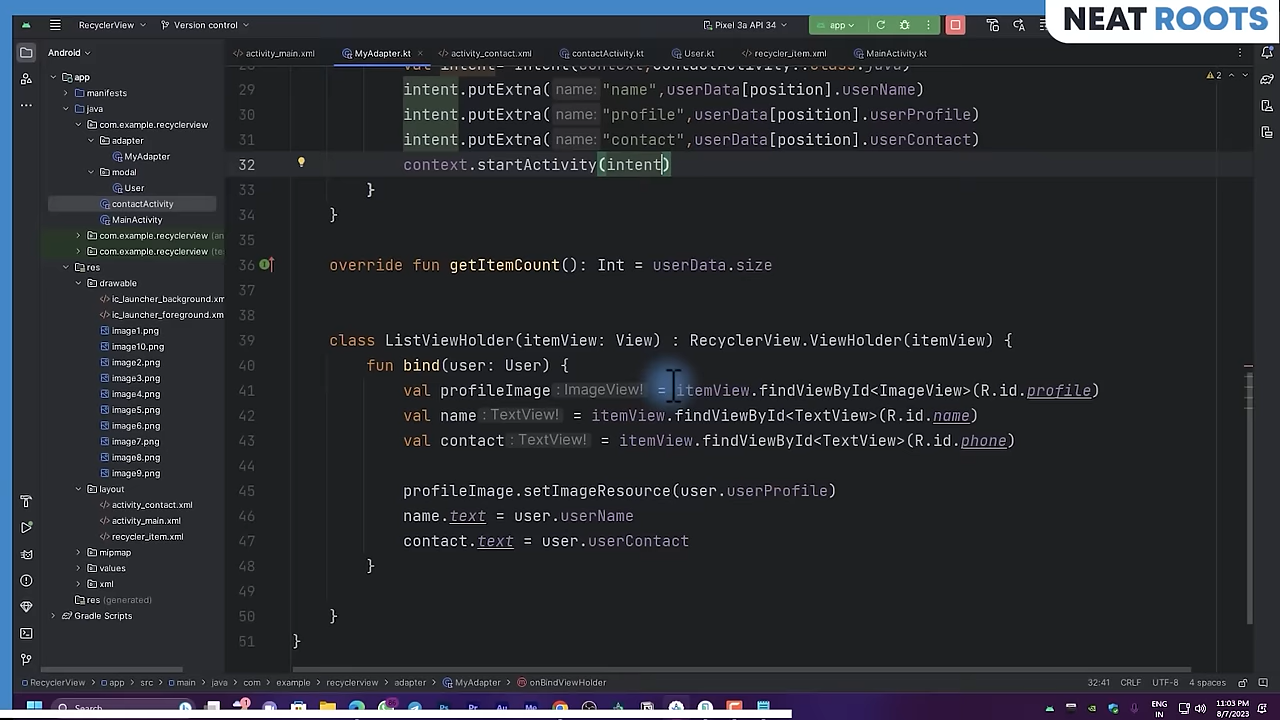 NEAT ROOTS
RecyclerView Version control Pixel 3a API 34 app
Android
activity_main.xml MyAdapter.kt activity_contact.xml contactActivity.kt User.kt recycler_item.xml MainActivity.kt
2
app
manifests
java
com.example.recyclerview
adapter
MyAdapter
modal
User
contactActivity
MainActivity
com.example.recyclerview (an
com.example.recyclerview (te
res
drawable
ic_launcher_background.xm
ic_launcher_foreground.xm
image1.png
image10.png
image2.png
image3.png
image4.png
image5.png
image6.png
image7.png
image8.png
image9.png
layout
activity_contact.xml
activity_main.xml
recycler_item.xml
mipmap
values
xml
res (generated)
Gradle Scripts
29 intent.putExtra( name: "name",userData[position].userName)
30 intent.putExtra( name: "profile",userData[position].userProfile)
31 intent.putExtra( name: "contact",userData[position].userContact)
32 context.startActivity(intent)
33 }
34 }
35
36 override fun getItemCount(): Int = userData.size
37
38
39 class ListViewHolder(itemView: View) : RecyclerView.ViewHolder(itemView) {
40 fun bind(user: User) {
41 val profileImage : ImageView! = itemView.findViewById<ImageView>(R.id.profile)
42 val name : TextView! = itemView.findViewById<TextView>(R.id.name)
43 val contact : TextView! = itemView.findViewById<TextView>(R.id.phone)
44
45 profileImage.setImageResource(user.userProfile)
46 name.text = user.userName
47 contact.text = user.userContact
48 }
49
50 }
51 }
RecyclerView app src main java com example recyclerview adapter MyAdapter onBindViewHolder 32:41 CRLF UTF-8 4 spaces
Search ENG IN 11:03 PM 8/7/2023